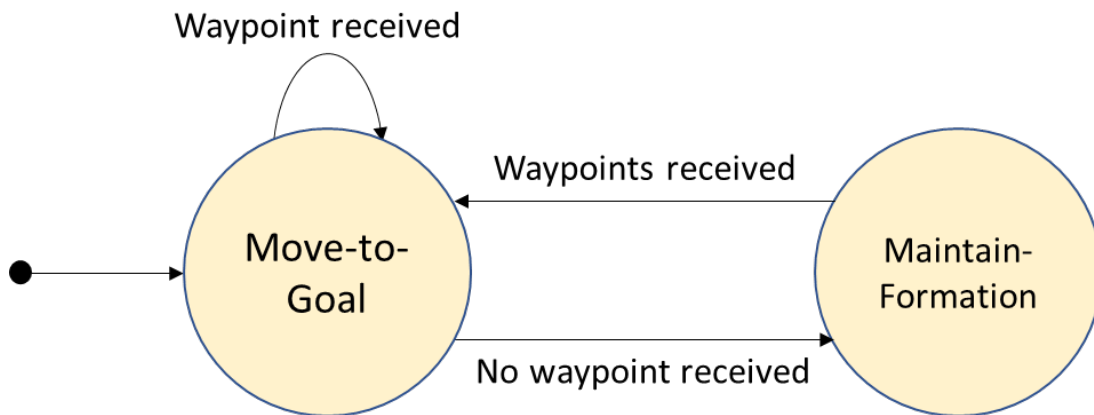 Waypoint received
Waypoints received
Move-to-
Goal
Maintain-
Formation
No waypoint received